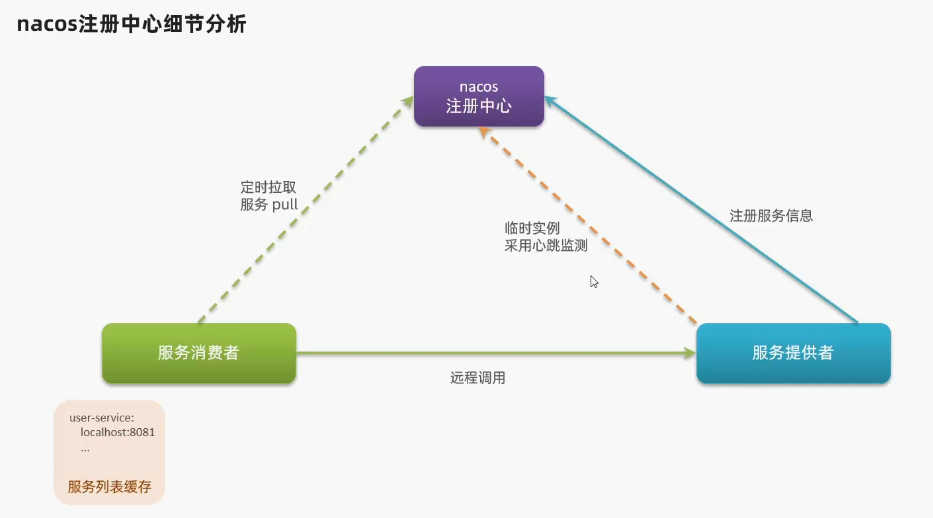 nacos注册中心细节分析
nacos
注册中心
定时拉取
服务 pull
临时实例
采用心跳监测
注册服务信息
服务消费者
服务提供者
远程调用
user-service:
localhost:8081
...
服务列表缓存